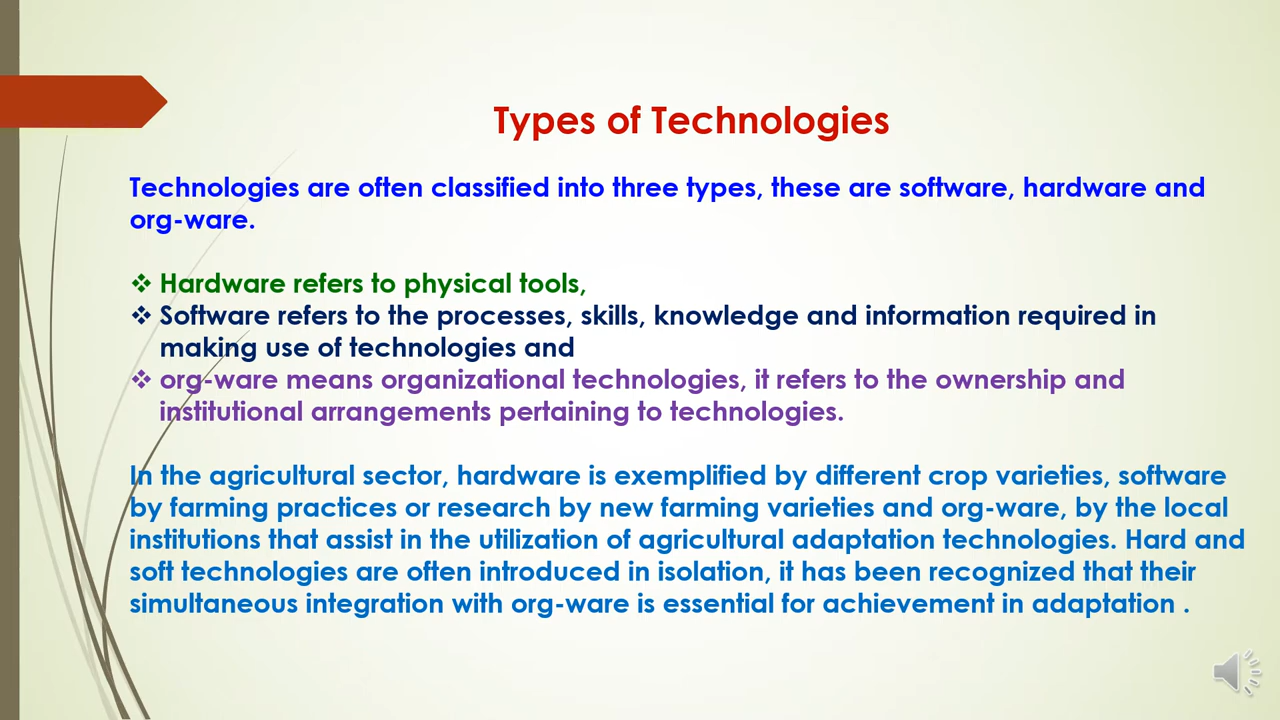 Types of Technologies
Technologies are often classified into three types, these are software, hardware and
org-ware.
❖ Hardware refers to physical tools,
❖ Software refers to the processes, skills, knowledge and information required in
making use of technologies and
❖ org-ware means organizational technologies, it refers to the ownership and
institutional arrangements pertaining to technologies.
In the agricultural sector, hardware is exemplified by different crop varieties, software
by farming practices or research by new farming varieties and org-ware, by the local
institutions that assist in the utilization of agricultural adaptation technologies. Hard and
soft technologies are often introduced in isolation, it has been recognized that their
simultaneous integration with org-ware is essential for achievement in adaptation .